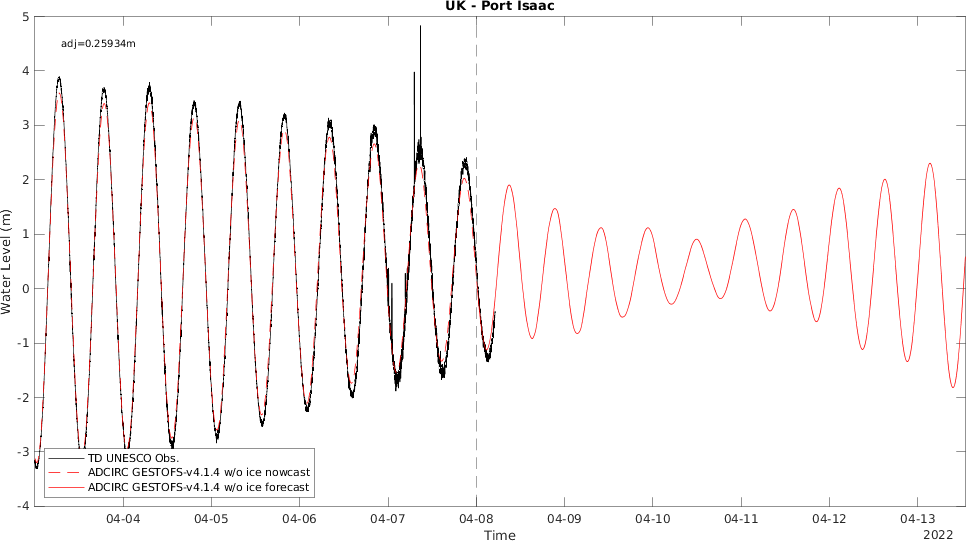 UK - Port Isaac
adj=0.25934m
Water Level (m)
5
4
3
2
1
0
-1
-2
-3
-4
TD UNESCO Obs.
ADCIRC GESTOFS-v4.1.4 w/o ice nowcast
ADCIRC GESTOFS-v4.1.4 w/o ice forecast
04-04 04-05 04-06 04-07 04-08 04-09 04-10 04-11 04-12 04-13
Time
2022